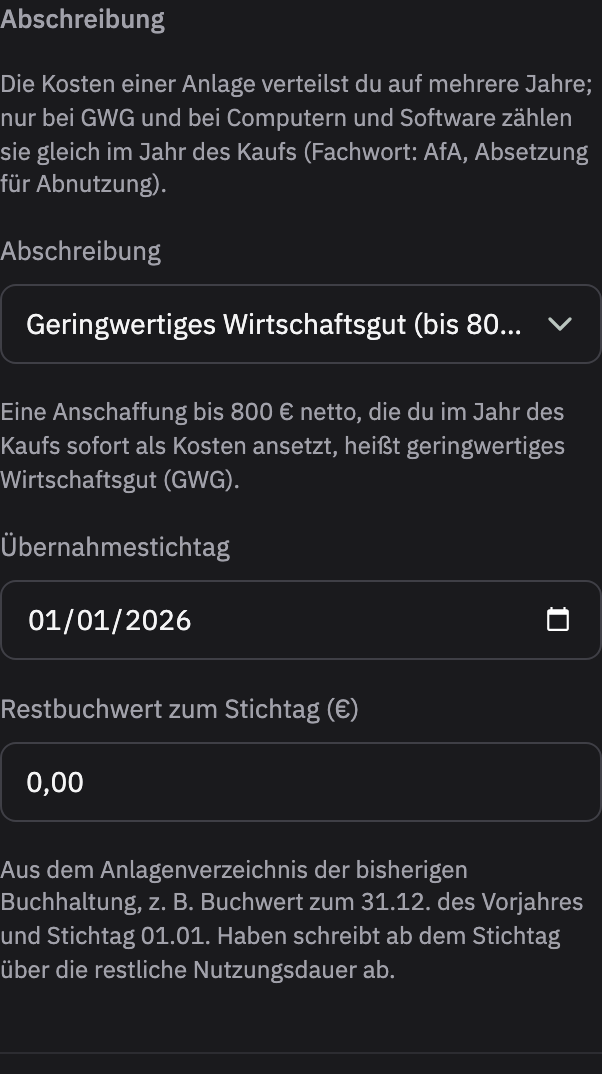 Abschreibung
Die Kosten einer Anlage verteilst du auf mehrere Jahre;
nur bei GWG und bei Computern und Software zählen
sie gleich im Jahr des Kaufs (Fachwort: AfA, Absetzung
für Abnutzung).
Abschreibung
Geringwertiges Wirtschaftsgut (bis 80...
Eine Anschaffung bis 800 € netto, die du im Jahr des
Kaufs sofort als Kosten ansetzt, heißt geringwertiges
Wirtschaftsgut (GWG).
Übernahmestichtag
01/01/2026
Restbuchwert zum Stichtag (€)
0,00
Aus dem Anlagenverzeichnis der bisherigen
Buchhaltung, z. B. Buchwert zum 31.12. des Vorjahres
und Stichtag 01.01. Haben schreibt ab dem Stichtag
über die restliche Nutzungsdauer ab.